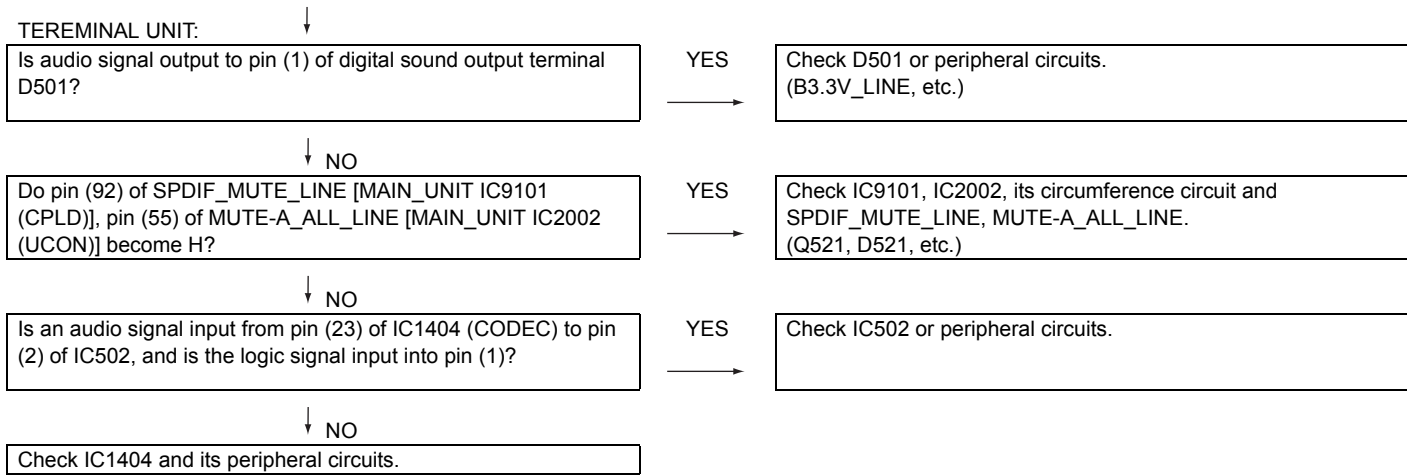 TEREMINAL UNIT:
Is audio signal output to pin (1) of digital sound output terminal
D501?
YES
Check D501 or peripheral circuits.
(B3.3V_LINE, etc.)
NO
Do pin (92) of SPDIF_MUTE_LINE [MAIN_UNIT IC9101
(CPLD)], pin (55) of MUTE-A_ALL_LINE [MAIN_UNIT IC2002
(UCON)] become H?
YES
Check IC9101, IC2002, its circumference circuit and
SPDIF_MUTE_LINE, MUTE-A_ALL_LINE.
(Q521, D521, etc.)
NO
Is an audio signal input from pin (23) of IC1404 (CODEC) to pin
(2) of IC502, and is the logic signal input into pin (1)?
YES
Check IC502 or peripheral circuits.
NO
Check IC1404 and its peripheral circuits.